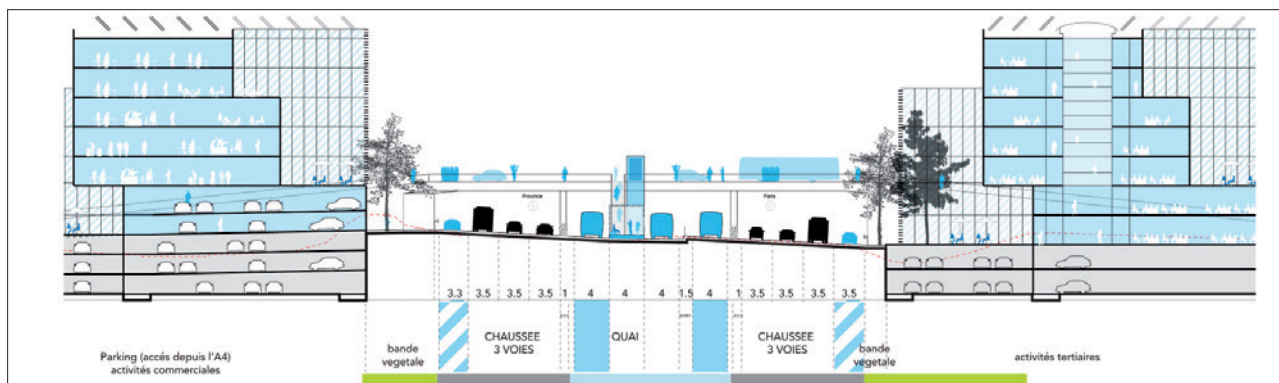 Province
Paris
3.3 3.5 3.5 3.5 1 4 4 4 1.5 4 1 3.5 3.5 3.5 3.5
CHAUSSEE
3 VOIES
QUAI
CHAUSSEE
3 VOIES
bande
vegetale
bande
vegetale
Parking (accés depuis l'A4)
activités commerciales
activités tertiaires